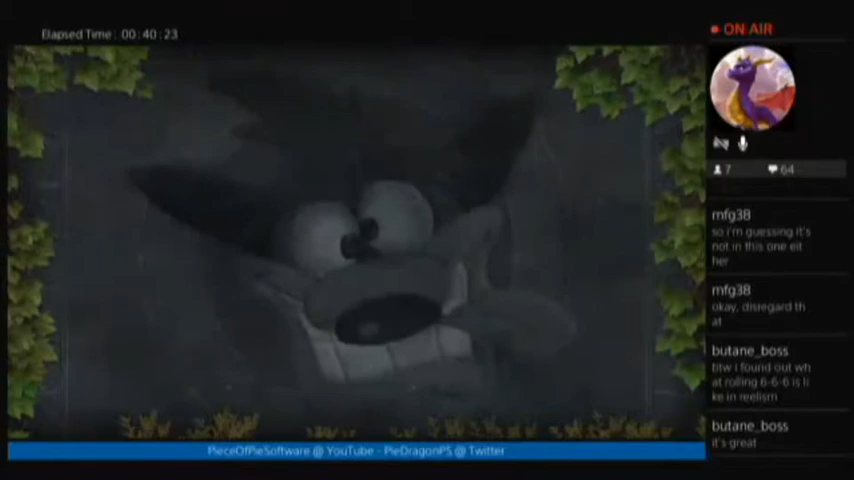 Elapsed Time : 00:40:23
ON AIR
7 64
mfg38
so i'm guessing it's
not in this one eit
her
mfg38
okay, disregard th
at
butane_boss
btw i found out wh
at rolling 6-6-6 is li
ke in reelism
butane_boss
it's great
PieceOfPieSoftware @ YouTube - PieDragonPS @ Twitter